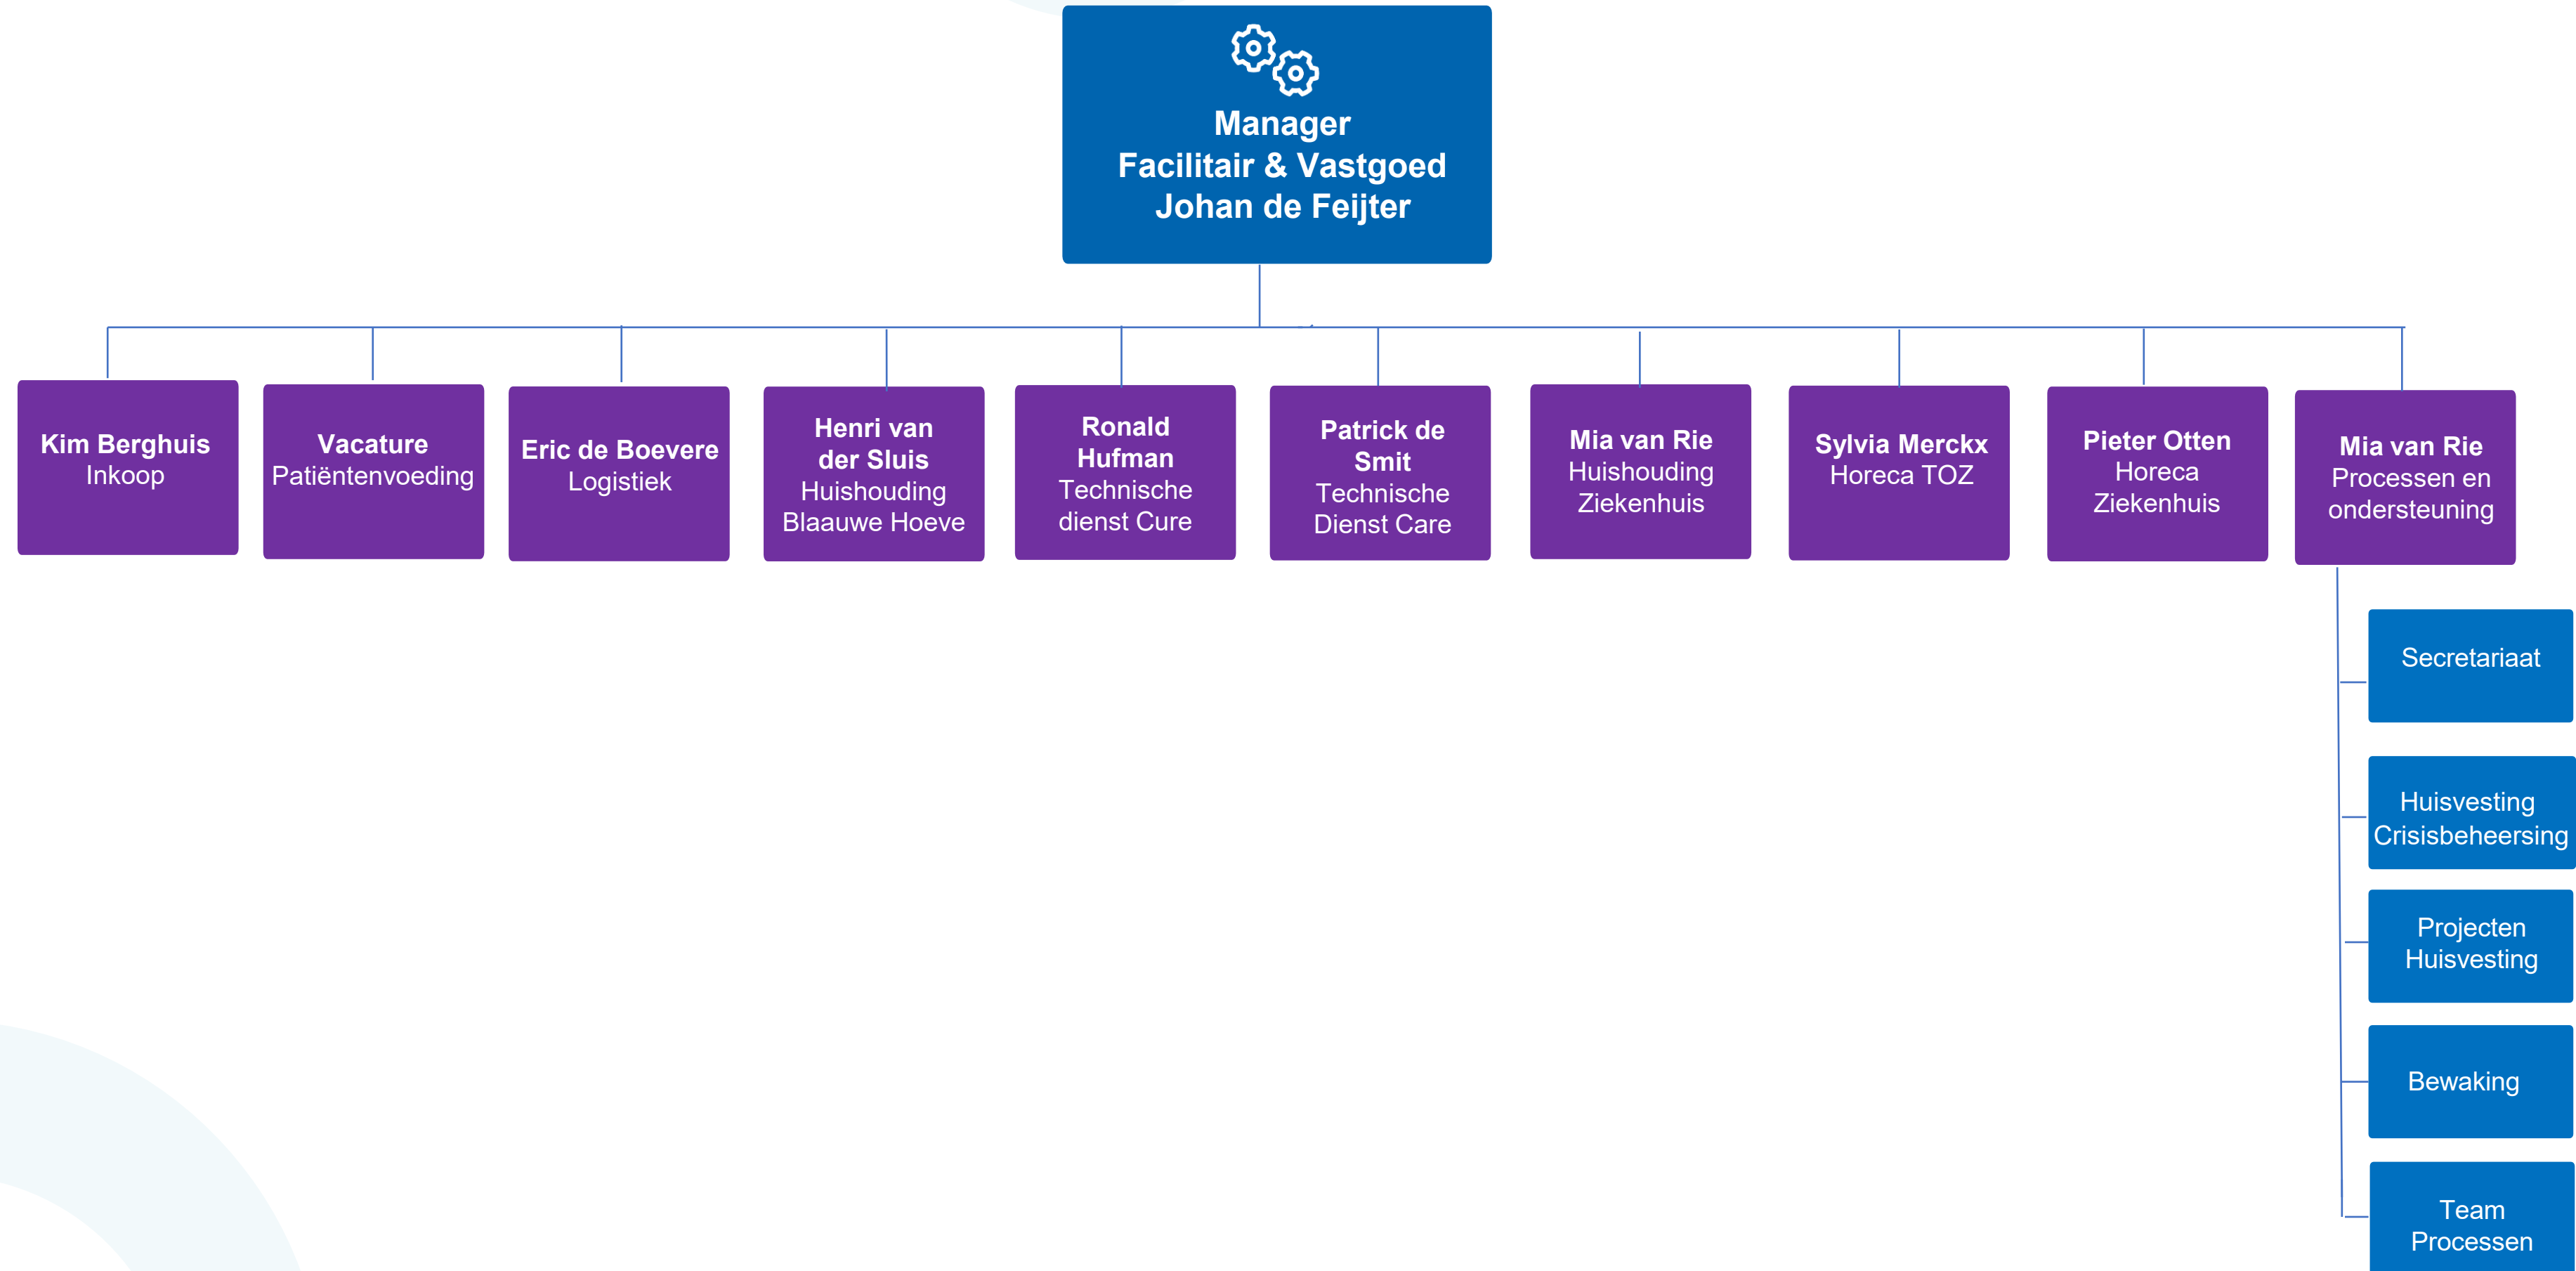 Manager
Facilitair & Vastgoed
Johan de Feijter
Kim Berghuis
Inkoop
Vacature
Patiëntenvoeding
Eric de Boevere
Logistiek
Henri van
der Sluis
Huishouding
Blaauwe Hoeve
Ronald
Hufman
Technische
dienst Cure
Patrick de
Smit
Technische
Dienst Care
Mia van Rie
Huishouding
Ziekenhuis
Sylvia Merckx
Horeca TOZ
Pieter Otten
Horeca
Ziekenhuis
Mia van Rie
Processen en
ondersteuning
Secretariaat
Huisvesting
Crisisbeheersing
Projecten
Huisvesting
Bewaking
Team
Processen